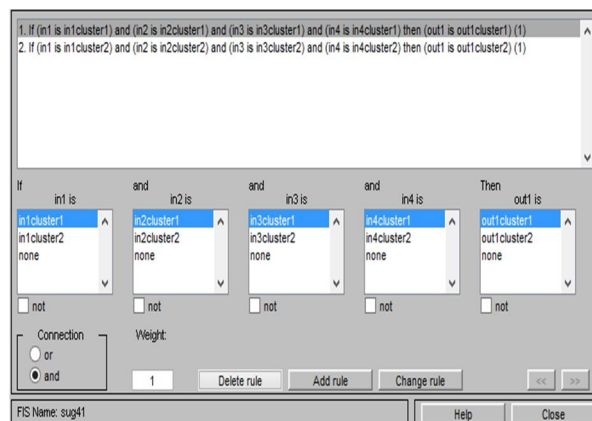 1. If (in1 is in1cluster1) and (in2 is in2cluster1) and (in3 is in3cluster1) and (in4 is in4cluster1) then (out1 is out1cluster1) (1)
2. If (in1 is in1cluster2) and (in2 is in2cluster2) and (in3 is in3cluster2) and (in4 is in4cluster2) then (out1 is out1cluster2) (1)
If and and and Then
in1 is in2 is in3 is in4 is out1 is
in1cluster1 in2cluster1 in3cluster1 in4cluster1 out1cluster1
in1cluster2 in2cluster2 in3cluster2 in4cluster2 out1cluster2
none none none none none
not not not not not
Connection Weight:
or
and 1 Delete rule Add rule Change rule << >>
FIS Name: sug41 Help Close